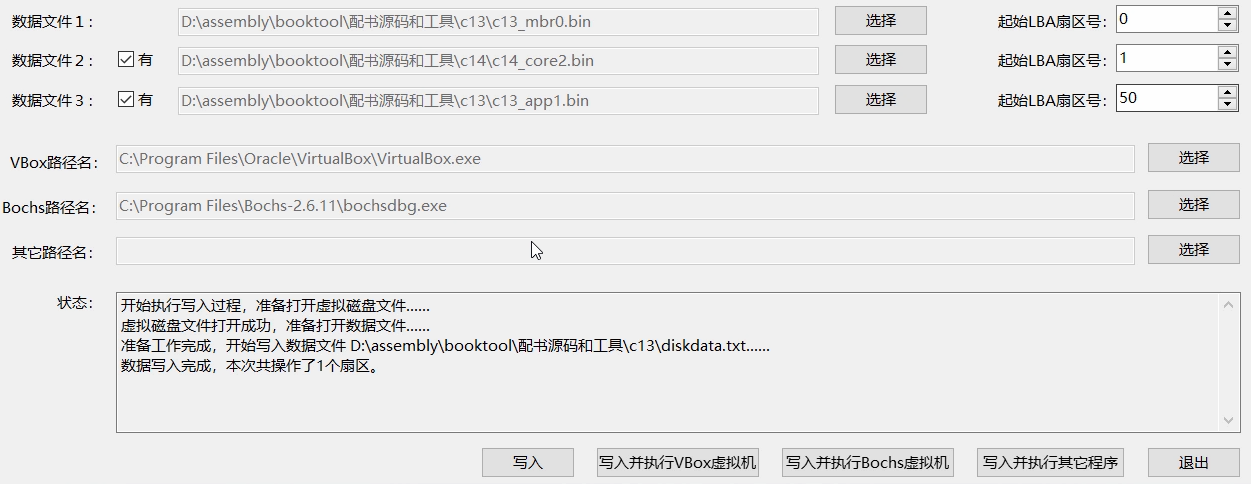 数据文件1： D:\assembly\booktool\配书源码和工具\c13\c13_mbr0.bin 选择 起始LBA扇区号： 0
数据文件2： 有 D:\assembly\booktool\配书源码和工具\c14\c14_core2.bin 选择 起始LBA扇区号： 1
数据文件3： 有 D:\assembly\booktool\配书源码和工具\c13\c13_app1.bin 选择 起始LBA扇区号： 50
VBox路径名： C:\Program Files\Oracle\VirtualBox\VirtualBox.exe 选择
Bochs路径名： C:\Program Files\Bochs-2.6.11\bochsdbg.exe 选择
其它路径名： 选择
状态： 开始执行写入过程，准备打开虚拟磁盘文件......
虚拟磁盘文件打开成功，准备打开数据文件......
准备工作完成，开始写入数据文件 D:\assembly\booktool\配书源码和工具\c13\diskdata.txt......
数据写入完成，本次共操作了1个扇区。
写入 写入并执行VBox虚拟机 写入并执行Bochs虚拟机 写入并执行其它程序 退出